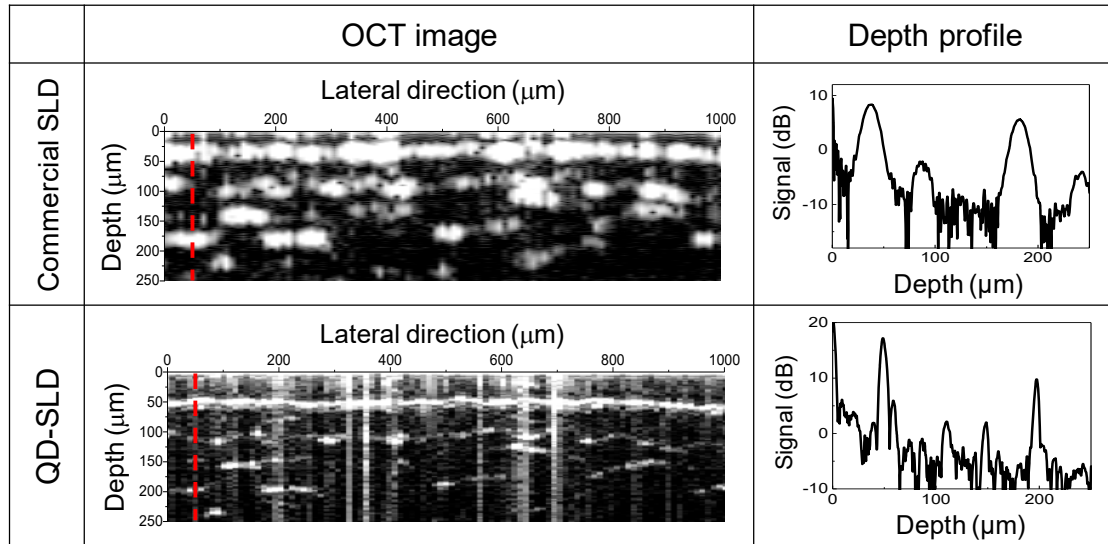 OCT image
Depth profile
Commercial SLD
Lateral direction (μm)
0 200 400 600 800 1000
Depth (μm)
0
50
100
150
200
250
Signal (dB)
10
0
-10
0 200
Depth (μm)
QD-SLD
Lateral direction (μm)
0 200 400 600 800 1000
Depth (μm)
0
50
100
150
200
250
Signal (dB)
20
10
0
-10
0 100 200
Depth (μm)